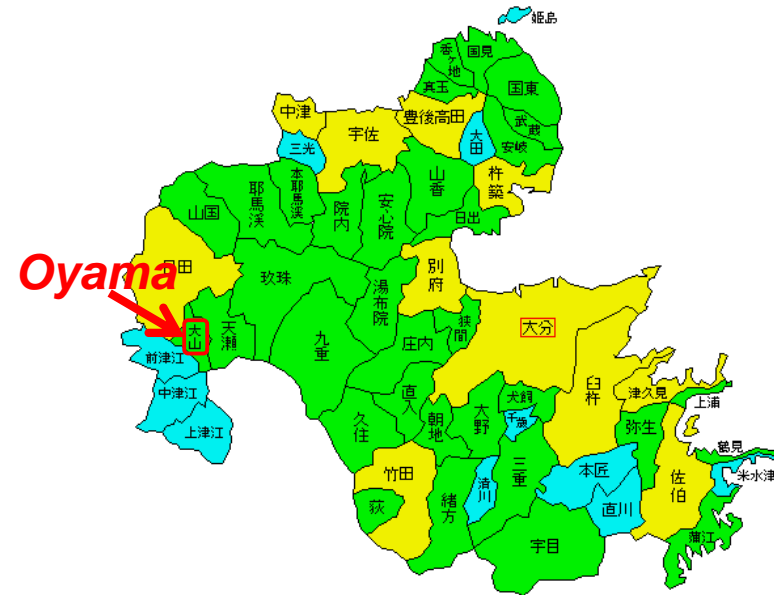 姫島
香ヶ地
国見
真玉
国東
中津
豊後高田
武蔵
宇佐
大田
三光
安岐
本耶馬渓
山香
杵築
耶馬渓
安心院
院内
山国
日出
別府
Oyama
日田
玖珠
湯布院
狭間
大分
大山
天瀬
九重
庄内
前津江
臼杵
中津江
直入
犬飼
津久見
上浦
久住
朝地
大野
千歳
弥生
上津江
鶴見
竹田
三重
本匠
佐伯
米水津
清川
荻
緒方
直川
蒲江
宇目